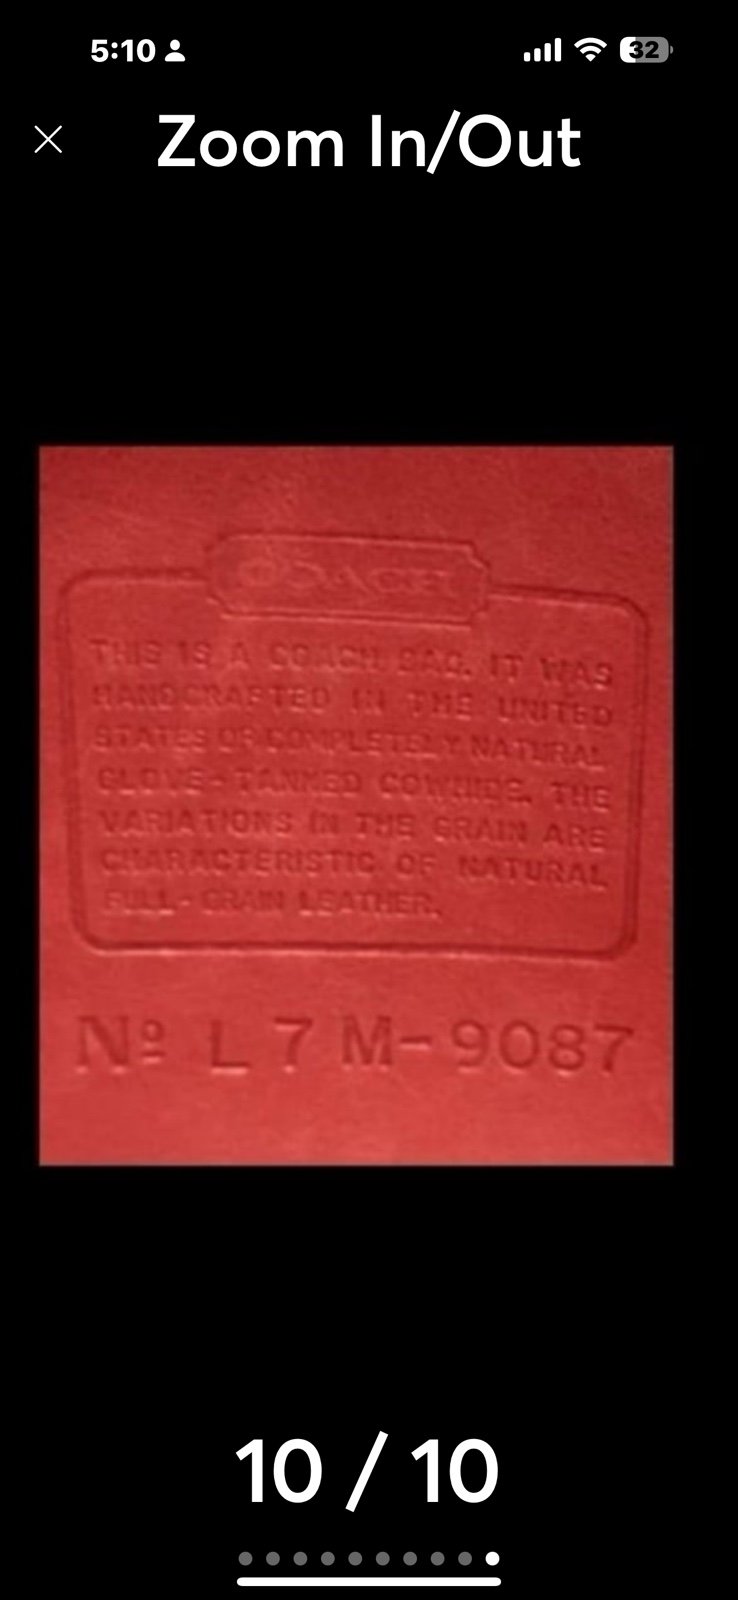 5:10
32
Zoom In/Out
COACH
THIS IS A COACH BAG. IT WAS
HANDCRAFTED IN THE UNITED
STATES OF COMPLETELY NATURAL
GLOVE-TANNED COWHIDE. THE
VARIATIONS IN THE GRAIN ARE
CHARACTERISTIC OF NATURAL
FULL-GRAIN LEATHER.
Nº L7M-9087
10 / 10